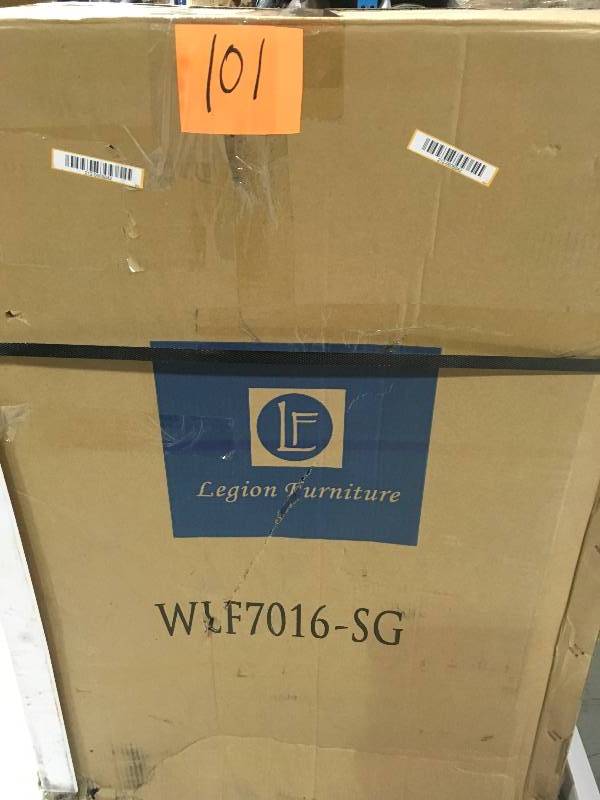 101
LF
Legion Furniture
WLF7016-SG